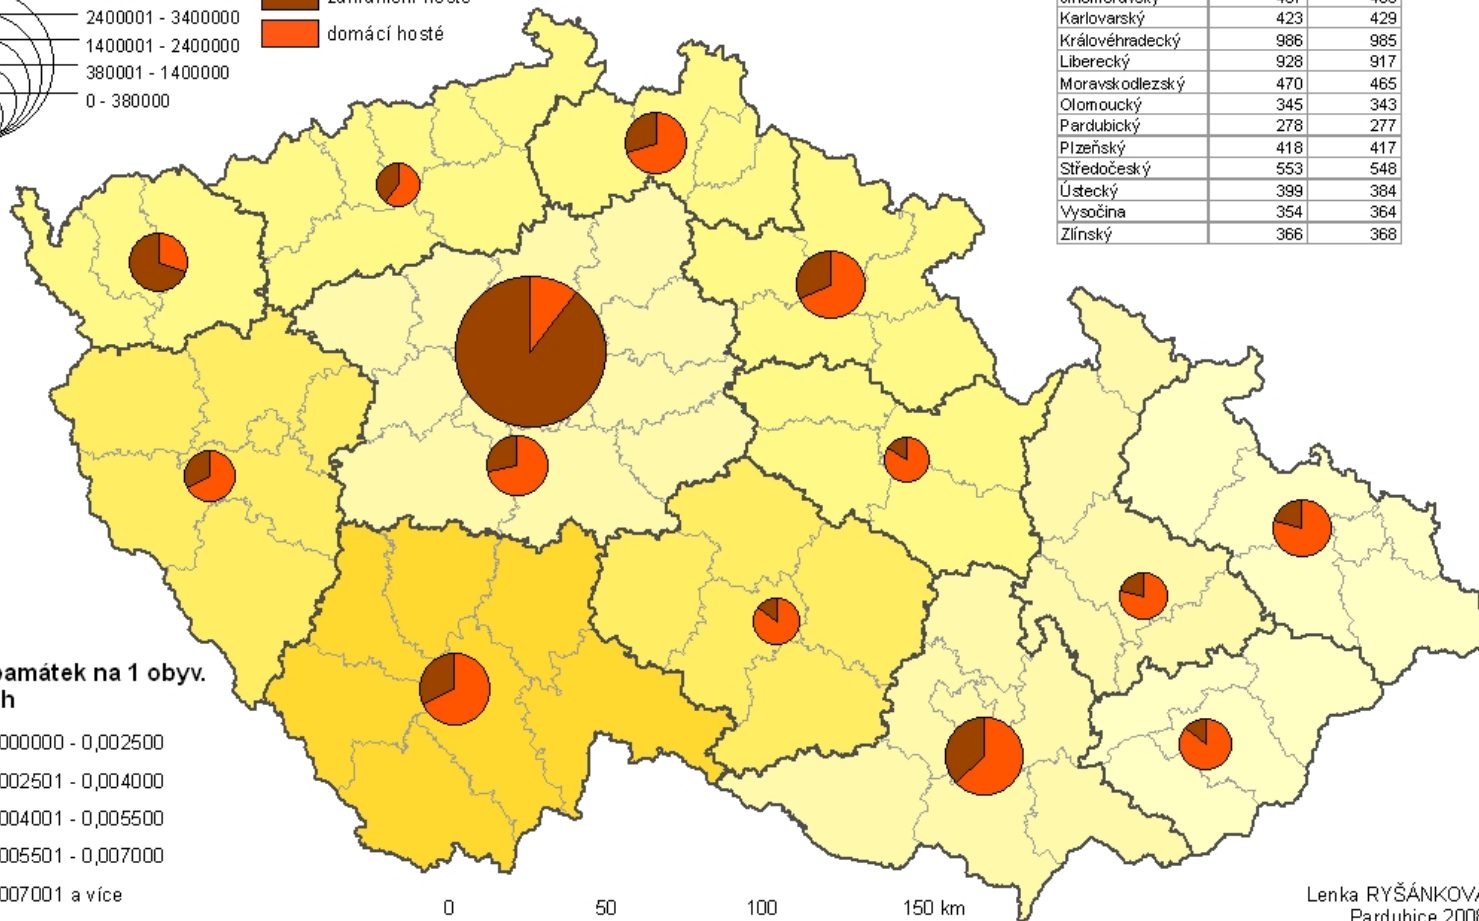 2400001 - 3400000
1400001 - 2400000
380001 - 1400000
0 - 380000
domácí hosté
Karlovarský 423 429
Královéhradecký 986 985
Liberecký 928 917
Moravskodlezský 470 465
Olomoucký 345 343
Pardubický 278 277
Plzeňský 418 417
Středočeský 553 548
Ústecký 399 384
Vysočina 354 364
Zlínský 366 368
památek na 1 obyv.
h
000000 - 0,002500
002501 - 0,004000
004001 - 0,005500
005501 - 0,007000
007001 a více
0 50 100 150 km
Lenka RYŠÁNKOVÁ
Pardubice